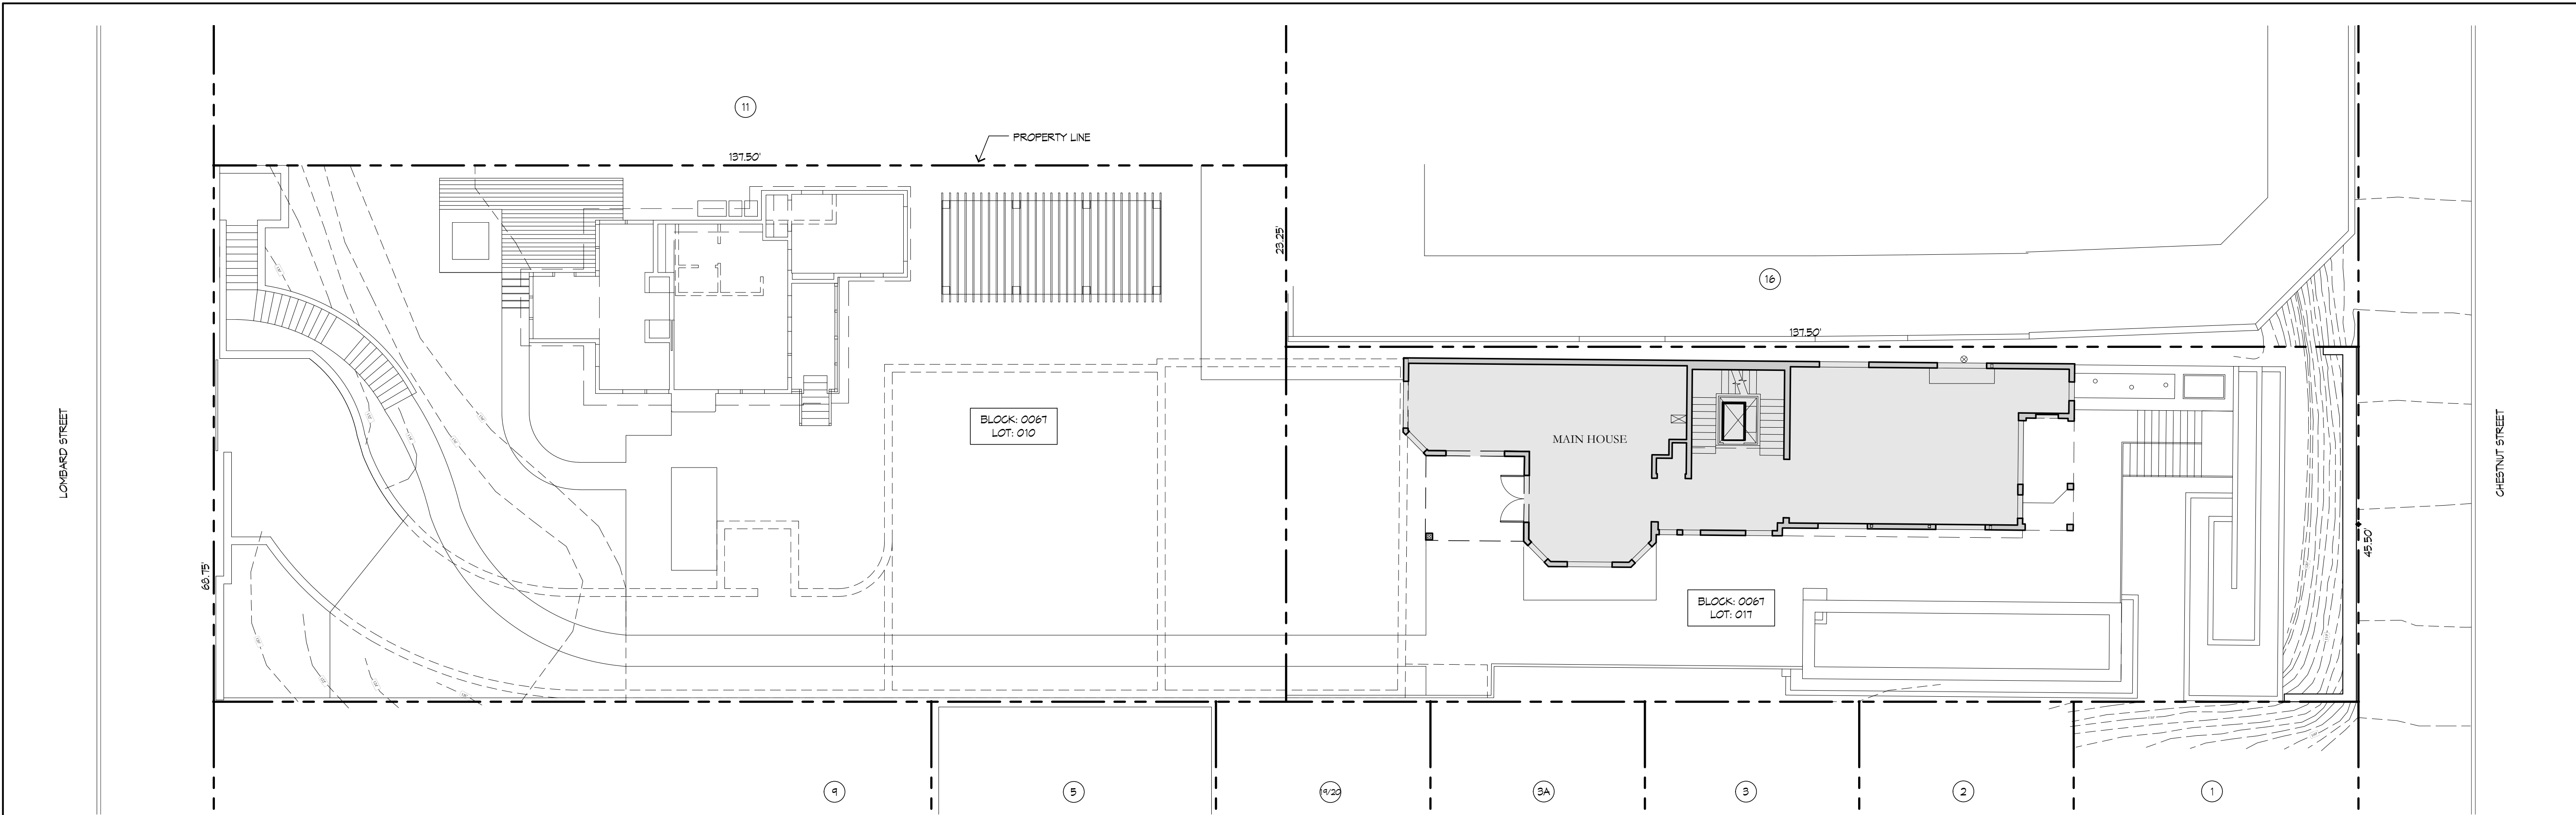 11
PROPERTY LINE
137.50'
23.25'
16
137.50'
LOMBARD STREET
BLOCK: 0067
LOT: 010
MAIN HOUSE
CHESTNUT STREET
68.75'
45.50'
BLOCK: 0067
LOT: 017
9
5
19/20
3A
3
2
1